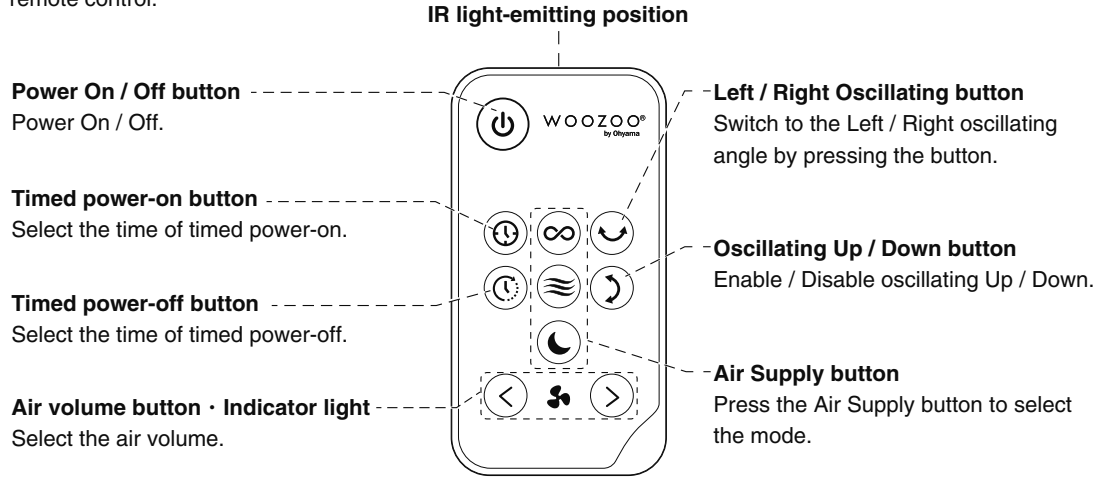 remote control.
IR light-emitting position
Power On / Off button
Power On / Off.
Timed power-on button
Select the time of timed power-on.
Timed power-off button
Select the time of timed power-off.
Air volume button・Indicator light
Select the air volume.
WOOZOO®
by Ohyama
Left / Right Oscillating button
Switch to the Left / Right oscillating
angle by pressing the button.
Oscillating Up / Down button
Enable / Disable oscillating Up / Down.
Air Supply button
Press the Air Supply button to select
the mode.